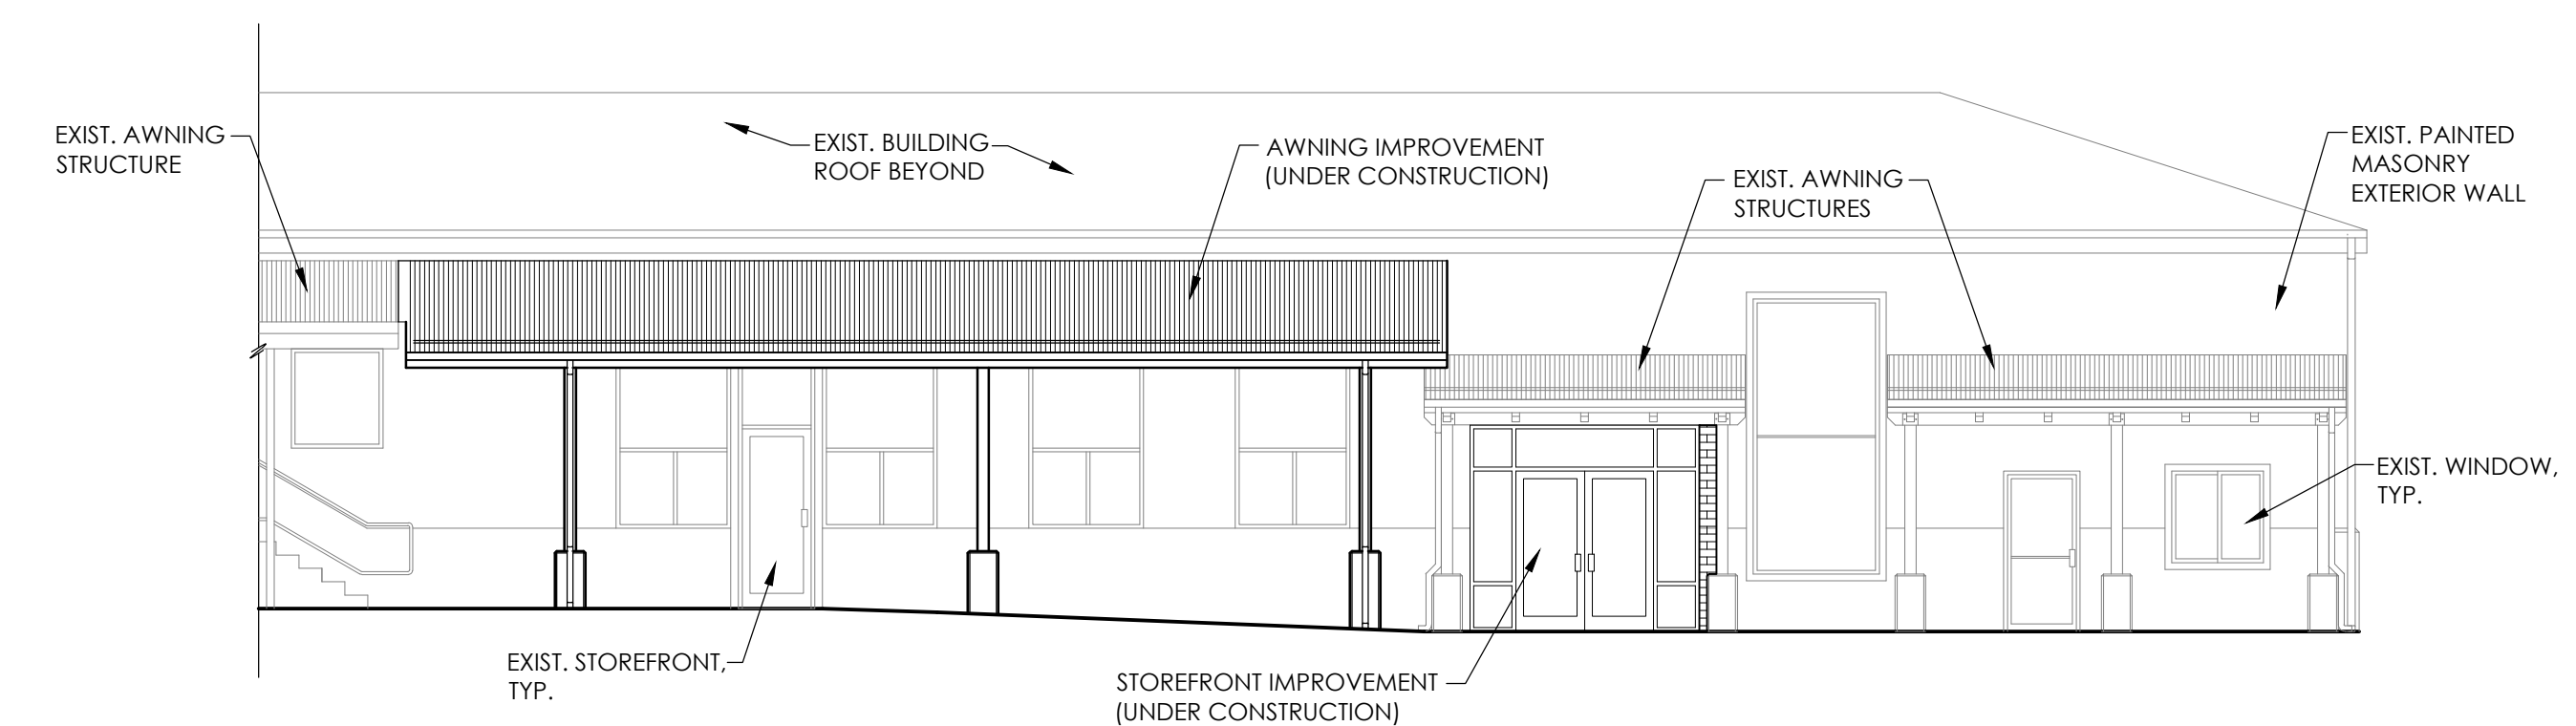 EXIST. AWNING
STRUCTURE
EXIST. BUILDING
ROOF BEYOND
AWNING IMPROVEMENT
(UNDER CONSTRUCTION)
EXIST. AWNING
STRUCTURES
EXIST. PAINTED
MASONRY
EXTERIOR WALL
EXIST. WINDOW,
TYP.
EXIST. STOREFRONT,
TYP.
STOREFRONT IMPROVEMENT
(UNDER CONSTRUCTION)